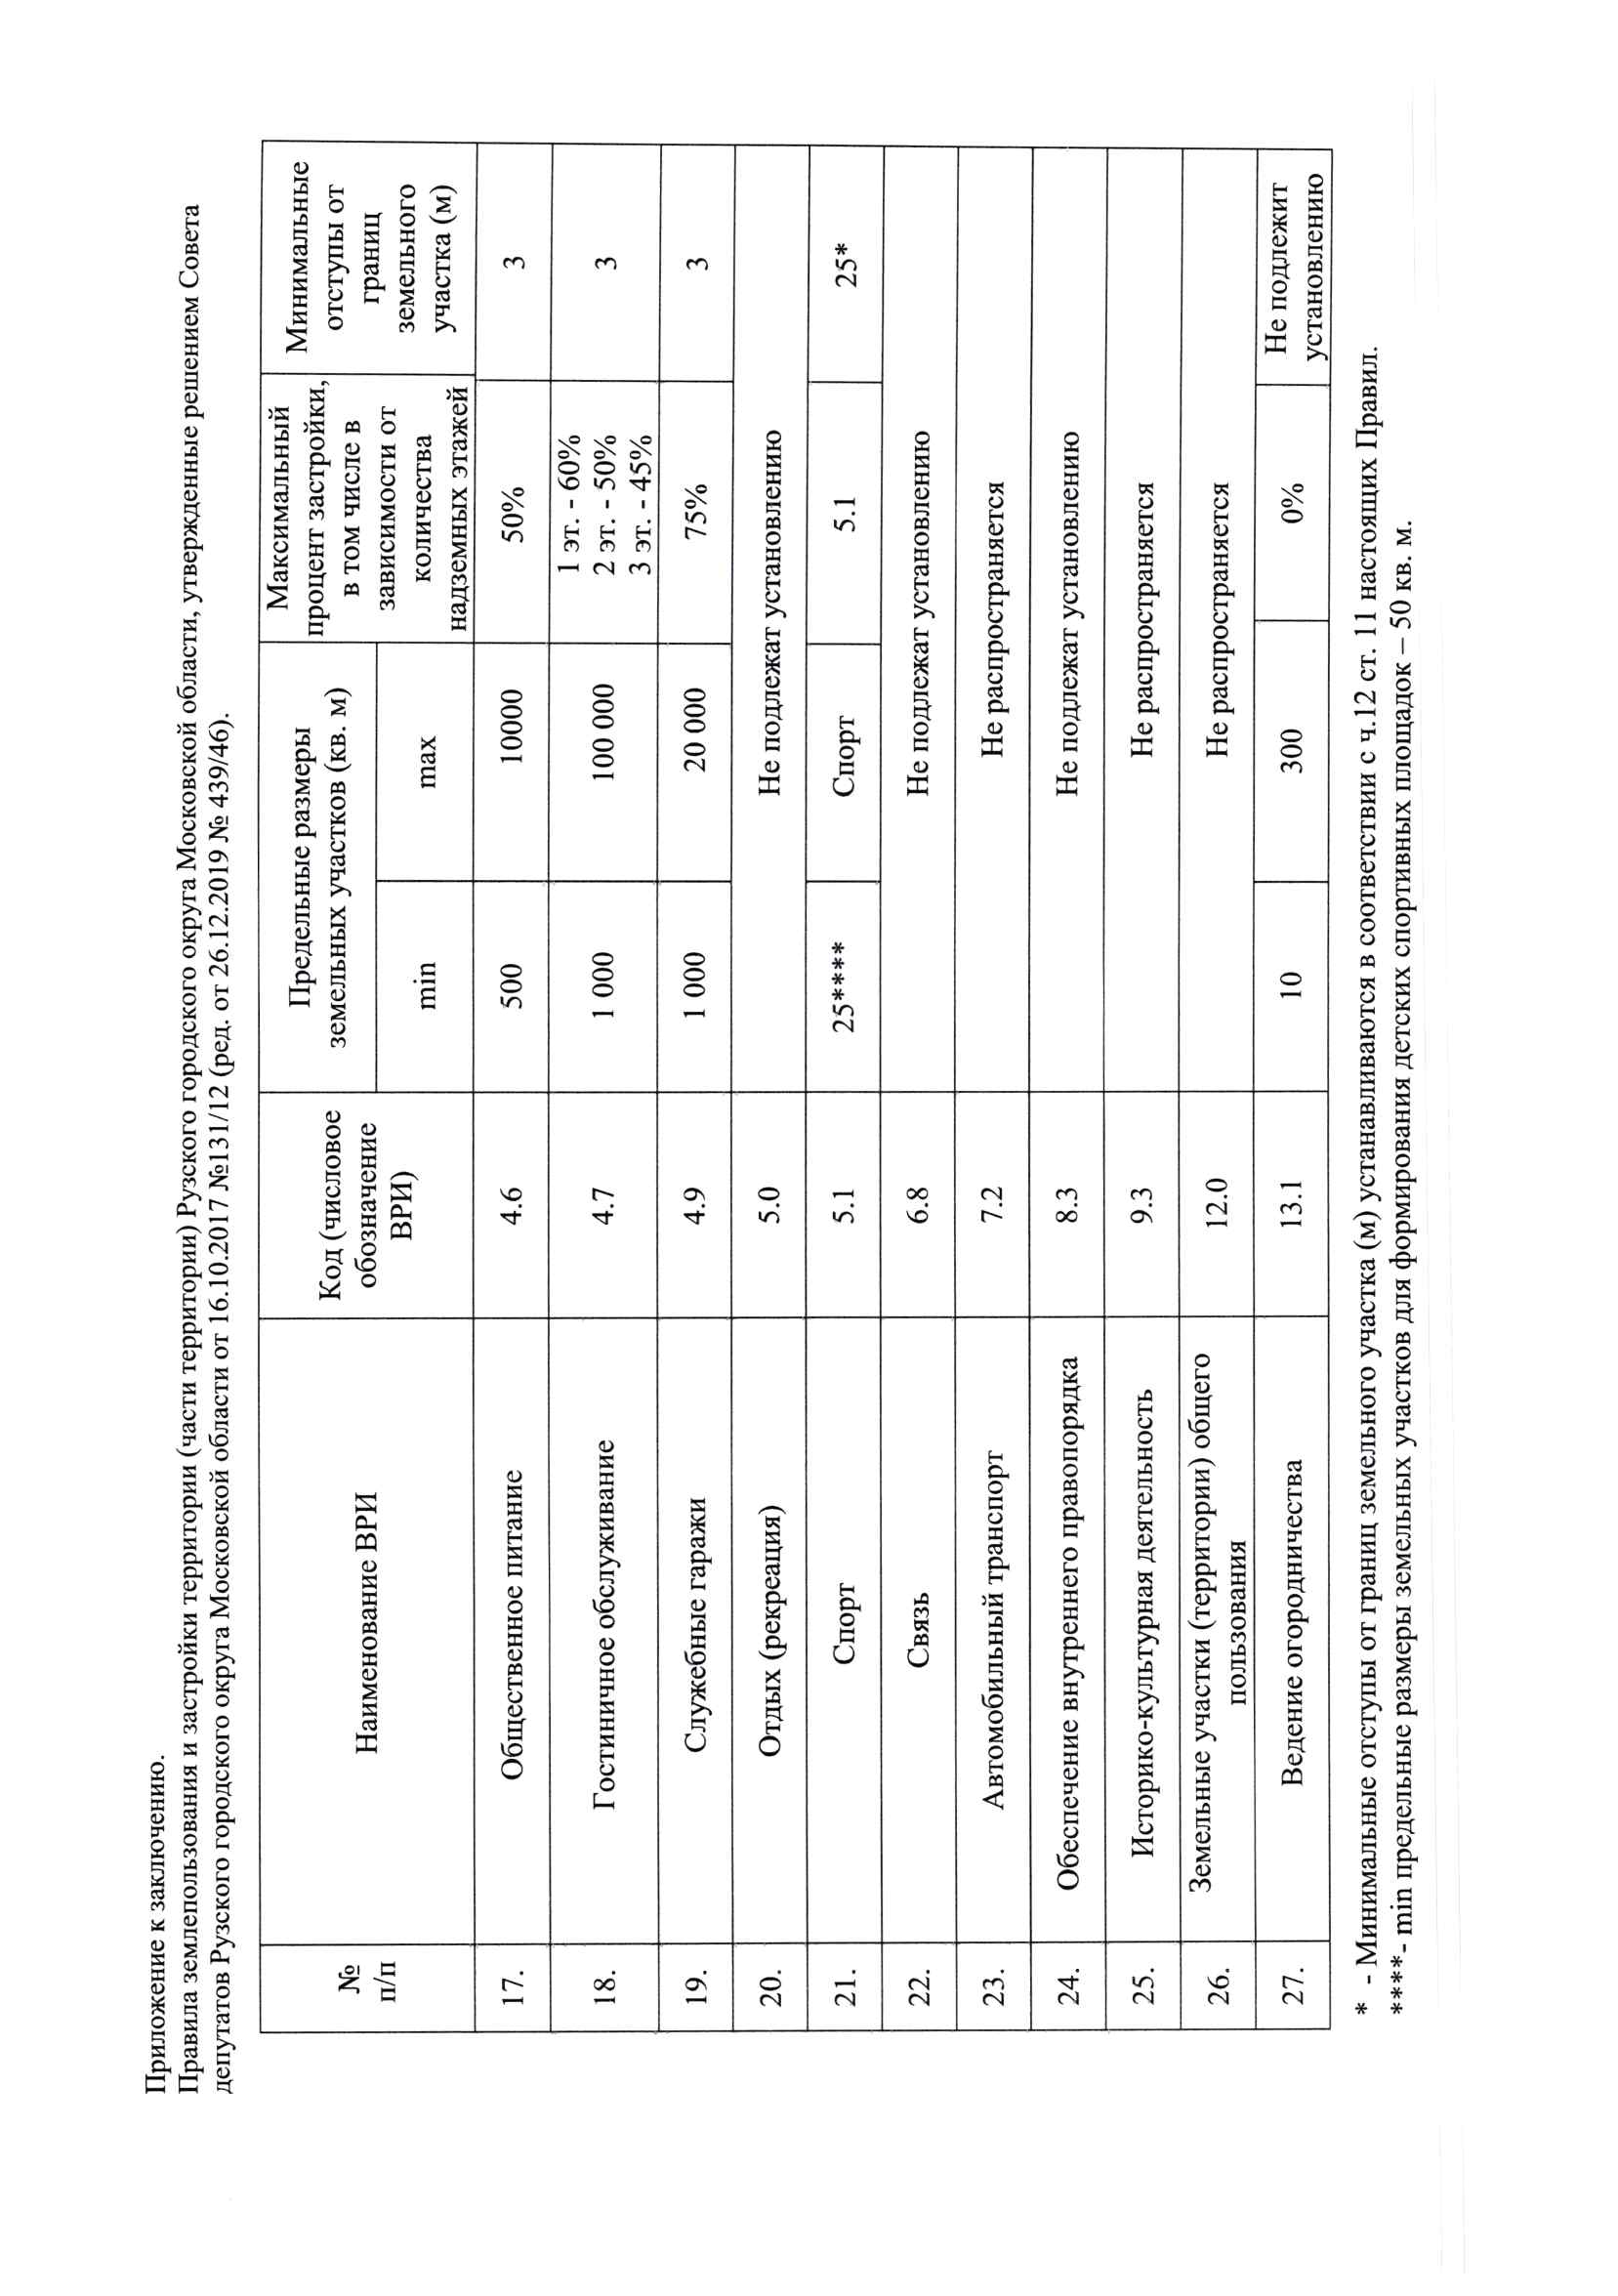 Приложение к заключению.
Правила землепользования и застройки территории (части территории) Рузского городского округа Московской области, утвержденные решением Совета
депутатов Рузского городского округа Московской области от 16.10.2017 №131/12 (ред. от 26.12.2019 № 439/46).
№
п/п
Наименование ВРИ
Код (числовое
обозначение
ВРИ)
Предельные размеры
земельных участков (кв. м)
min
max
Максимальный
процент застройки,
в том числе в
зависимости от
количества
надземных этажей
Минимальные
отступы от
границ
земельного
участка (м)
17. Общественное питание 4.6 500 10000 50% 3
18. Гостиничное обслуживание 4.7 1 000 100 000 1 эт. - 60%
2 эт. - 50%
3 эт. - 45%
3
19. Служебные гаражи 4.9 1 000 20 000 75% 3
20. Отдых (рекреация) 5.0 Не подлежат установлению
21. Спорт 5.1 25**** Спорт 5.1 25*
22. Связь 6.8 Не подлежат установлению
23. Автомобильный транспорт 7.2 Не распространяется
24. Обеспечение внутреннего правопорядка 8.3 Не подлежат установлению
25. Историко-культурная деятельность 9.3 Не распространяется
26. Земельные участки (территории) общего
пользования
12.0 Не распространяется
27. Ведение огородничества 13.1 10 300 0% Не подлежит
установлению
* - Минимальные отступы от границ земельного участка (м) устанавливаются в соответствии с ч.12 ст. 11 настоящих Правил.
****- min предельные размеры земельных участков для формирования детских спортивных площадок – 50 кв. м.